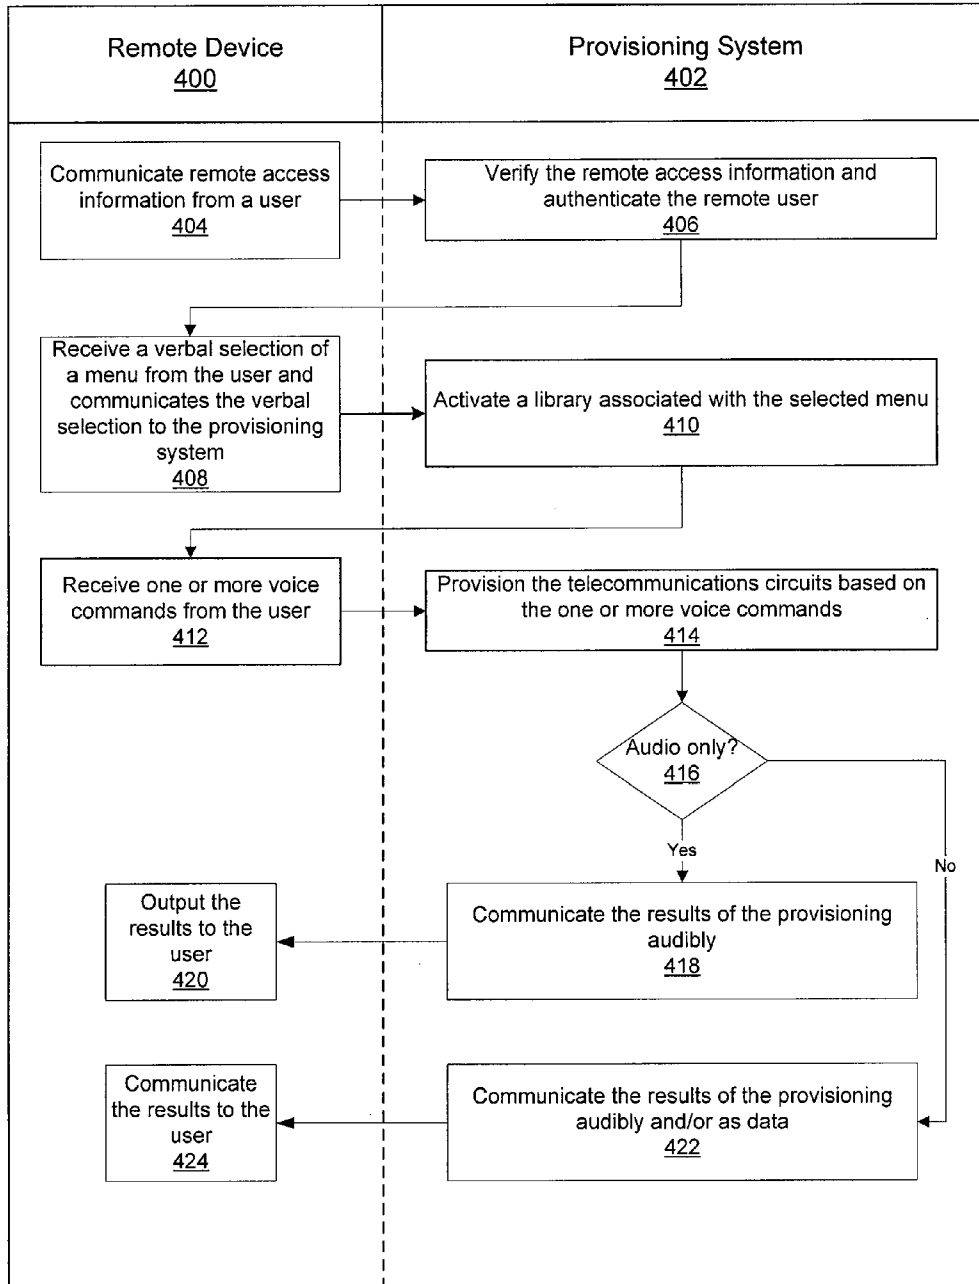 Remote Device
400
Provisioning System
402
Communicate remote access
information from a user
404
Verify the remote access information and
authenticate the remote user
406
Receive a verbal selection of
a menu from the user and
communicates the verbal
selection to the provisioning
system
408
Activate a library associated with the selected menu
410
Receive one or more voice
commands from the user
412
Provision the telecommunications circuits based on
the one or more voice commands
414
Audio only?
416
Yes
No
Output the
results to the
user
420
Communicate the results of the provisioning
audibly
418
Communicate
the results to the
user
424
Communicate the results of the provisioning
audibly and/or as data
422